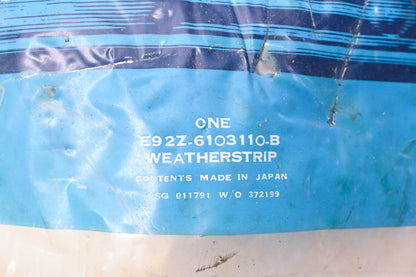 ONE
E92Z-6103110-B
WEATHERSTRIP
CONTENTS MADE IN JAPAN
SG 011791 W/O 372199